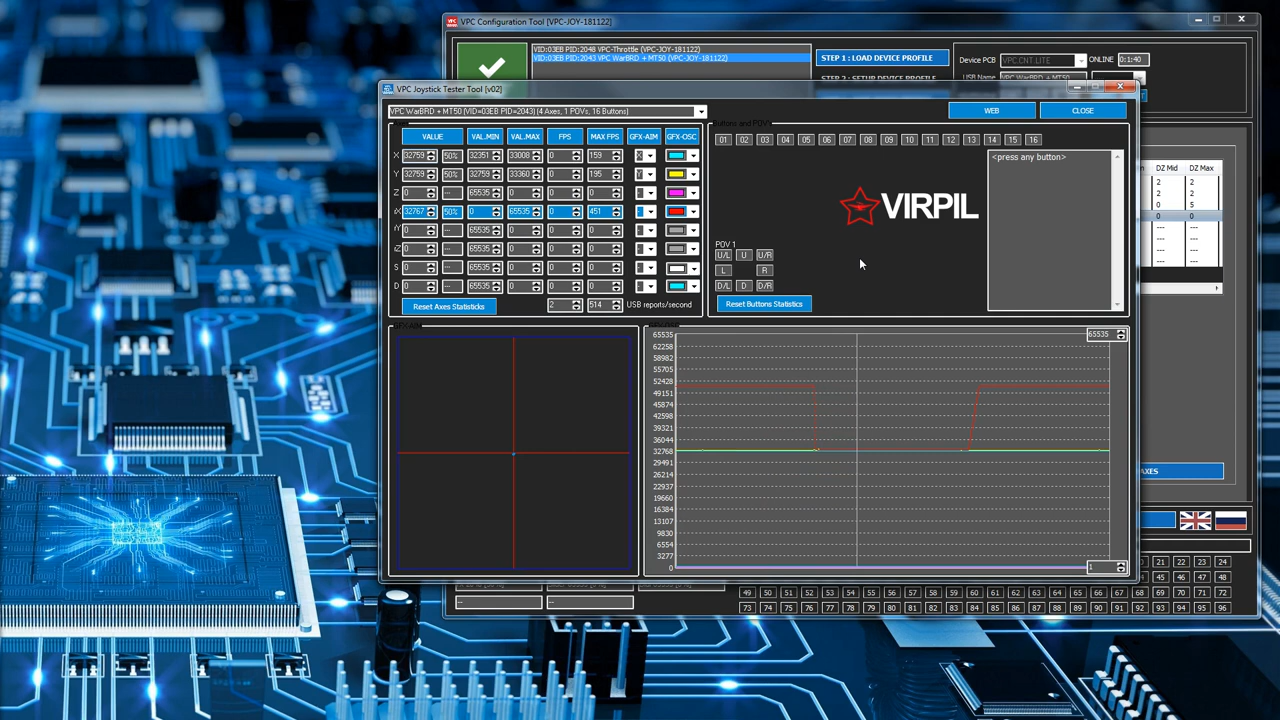 VPC Configuration Tool [VPC-JOY-181122]
VID:03EB PID:2048 VPC-Throttle (VPC-JOY-181122)
VID:03EB PID:2043 VPC WarBRD + MT50 (VPC-JOY-181122)
STEP 1 : LOAD DEVICE PROFILE
Device PCB VPC.CNT.LITE ONLINE 0:1:40
USB Name VPC WarBRD + MT50
VPC Joystick Tester Tool [v02]
VPC WarBRD + MT50 (VID=03EB PID=2043) (4 Axes, 1 POVs, 16 Buttons)
WEB CLOSE
Buttons and POV's
VALUE VAL.MIN VAL.MAX FPS MAX FPS GFX-AIM GFX-OSC
X 32759 50% 32351 33008 0 159 X
Y 32759 50% 32759 33360 0 195 Y
Z 0 --- 65535 0 0 0
rX 32767 50% 0 65535 0 451
rY 0 --- 65535 0 0 0
rZ 0 --- 65535 0 0 0
S 0 --- 65535 0 0 0
D 0 --- 65535 0 0 0
Reset Axes Statisticks 2 514 USB reports/second
01 02 03 04 05 06 07 08 09 10 11 12 13 14 15 16
<press any button>
VIRPIL
POV 1
U/L U U/R
L R
D/L D D/R
Reset Buttons Statistics
DZ Mid DZ Max
2 2
2 2
0 5
0 0
--- ---
--- ---
--- ---
--- ---
AXES
65535 65535
62258
58982
55705
52428
49151
45874
42598
39321
36044
32768
29491
26214
22937
19660
16384
13107
9830
6554
3277
0 1
21 22 23 24
45 46 47 48
49 50 51 52 53 54 55 56 57 58 59 60 61 62 63 64 65 66 67 68 69 70 71 72
73 74 75 76 77 78 79 80 81 82 83 84 85 86 87 88 89 90 91 92 93 94 95 96
-- --